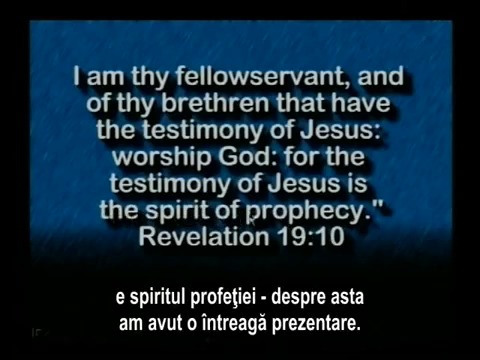 I am thy fellowservant, and
of thy brethren that have
the testimony of Jesus:
worship God: for the
testimony of Jesus is
the spirit of prophecy."
Revelation 19:10
e spiritul profeţiei - despre asta
am avut o întreagă prezentare.